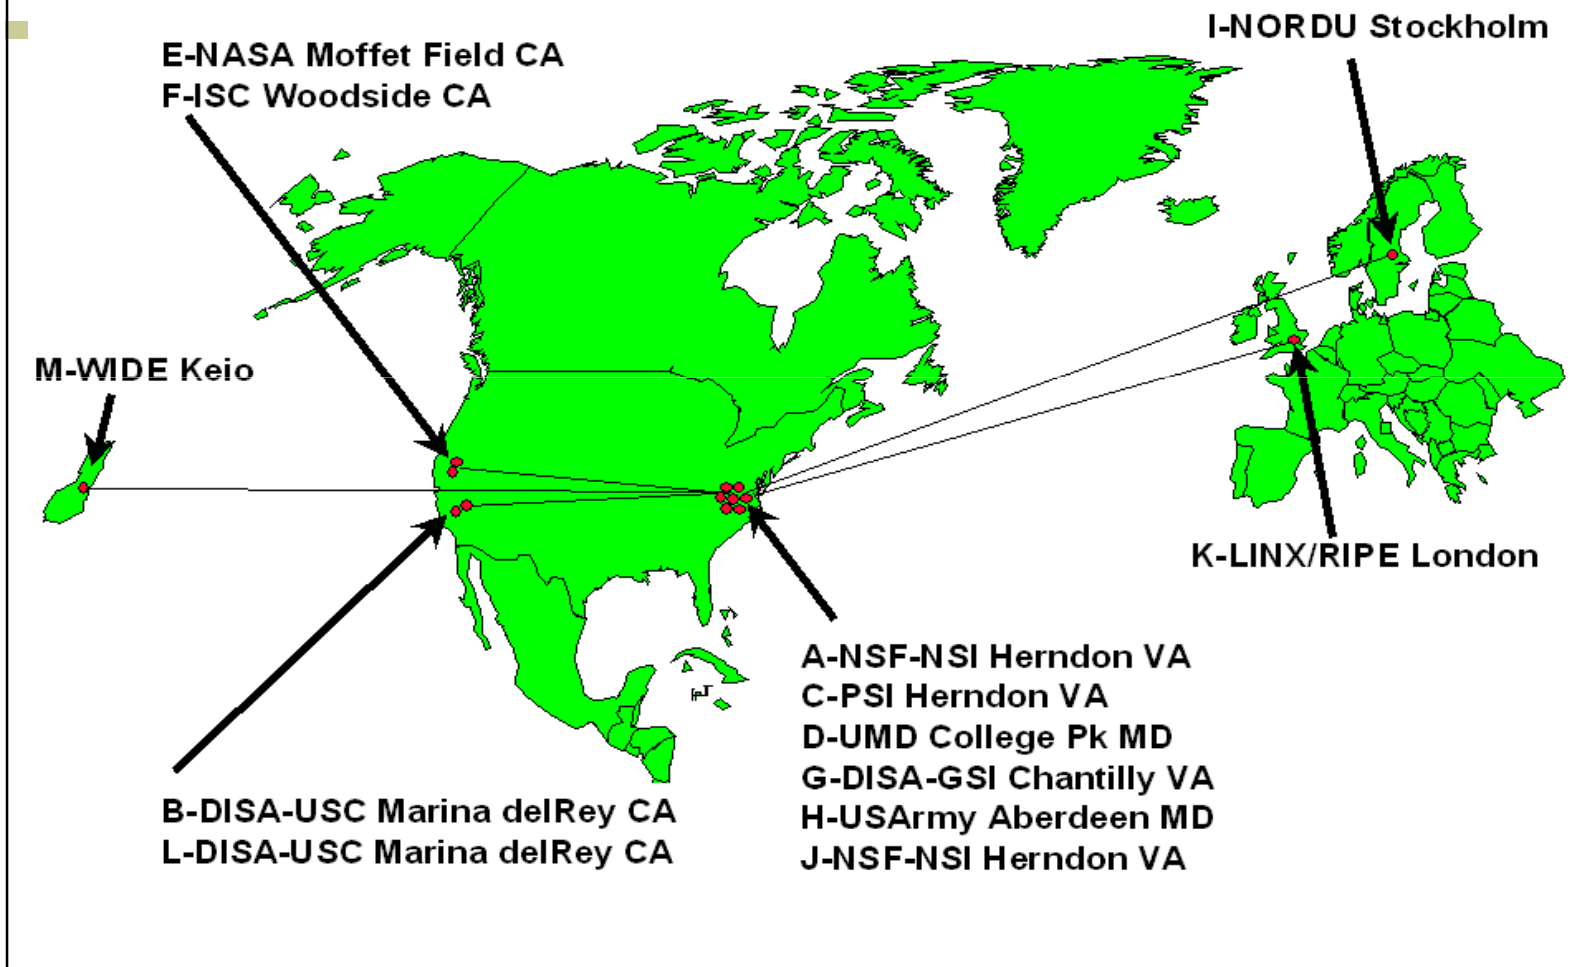 I-NORDU Stockholm
E-NASA Moffet Field CA
F-ISC Woodside CA
M-WIDE Keio
K-LINX/RIPE London
A-NSF-NSI Herndon VA
C-PSI Herndon VA
D-UMD College Pk MD
G-DISA-GSI Chantilly VA
H-USArmy Aberdeen MD
J-NSF-NSI Herndon VA
B-DISA-USC Marina delRey CA
L-DISA-USC Marina delRey CA